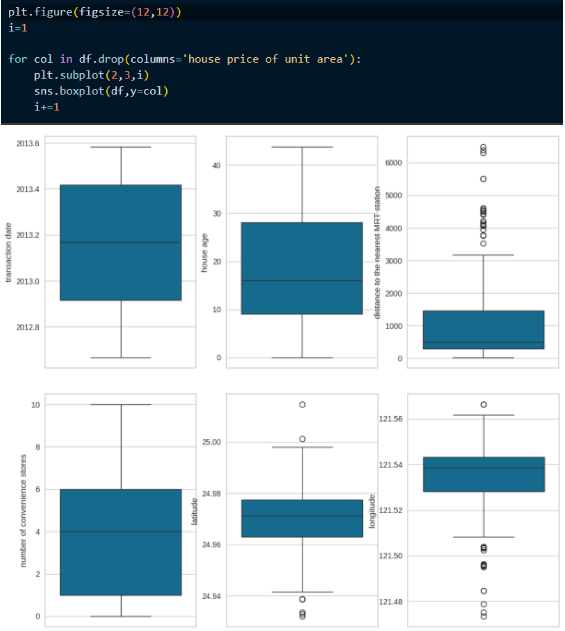 plt.figure(figsize=(12,12))
i=1
for col in df.drop(columns='house price of unit area'):
    plt.subplot(2,3,i)
    sns.boxplot(df,y=col)
    i+=1
2013.6
2013.4
2013.2
2013.0
2012.8
transaction date
40
30
20
10
0
house age
6000
5000
4000
3000
2000
1000
0
distance to the nearest MRT station
10
8
6
4
2
0
number of convenience stores
25.00
24.98
24.96
24.94
latitude
121.56
121.54
121.52
121.50
121.48
longitude